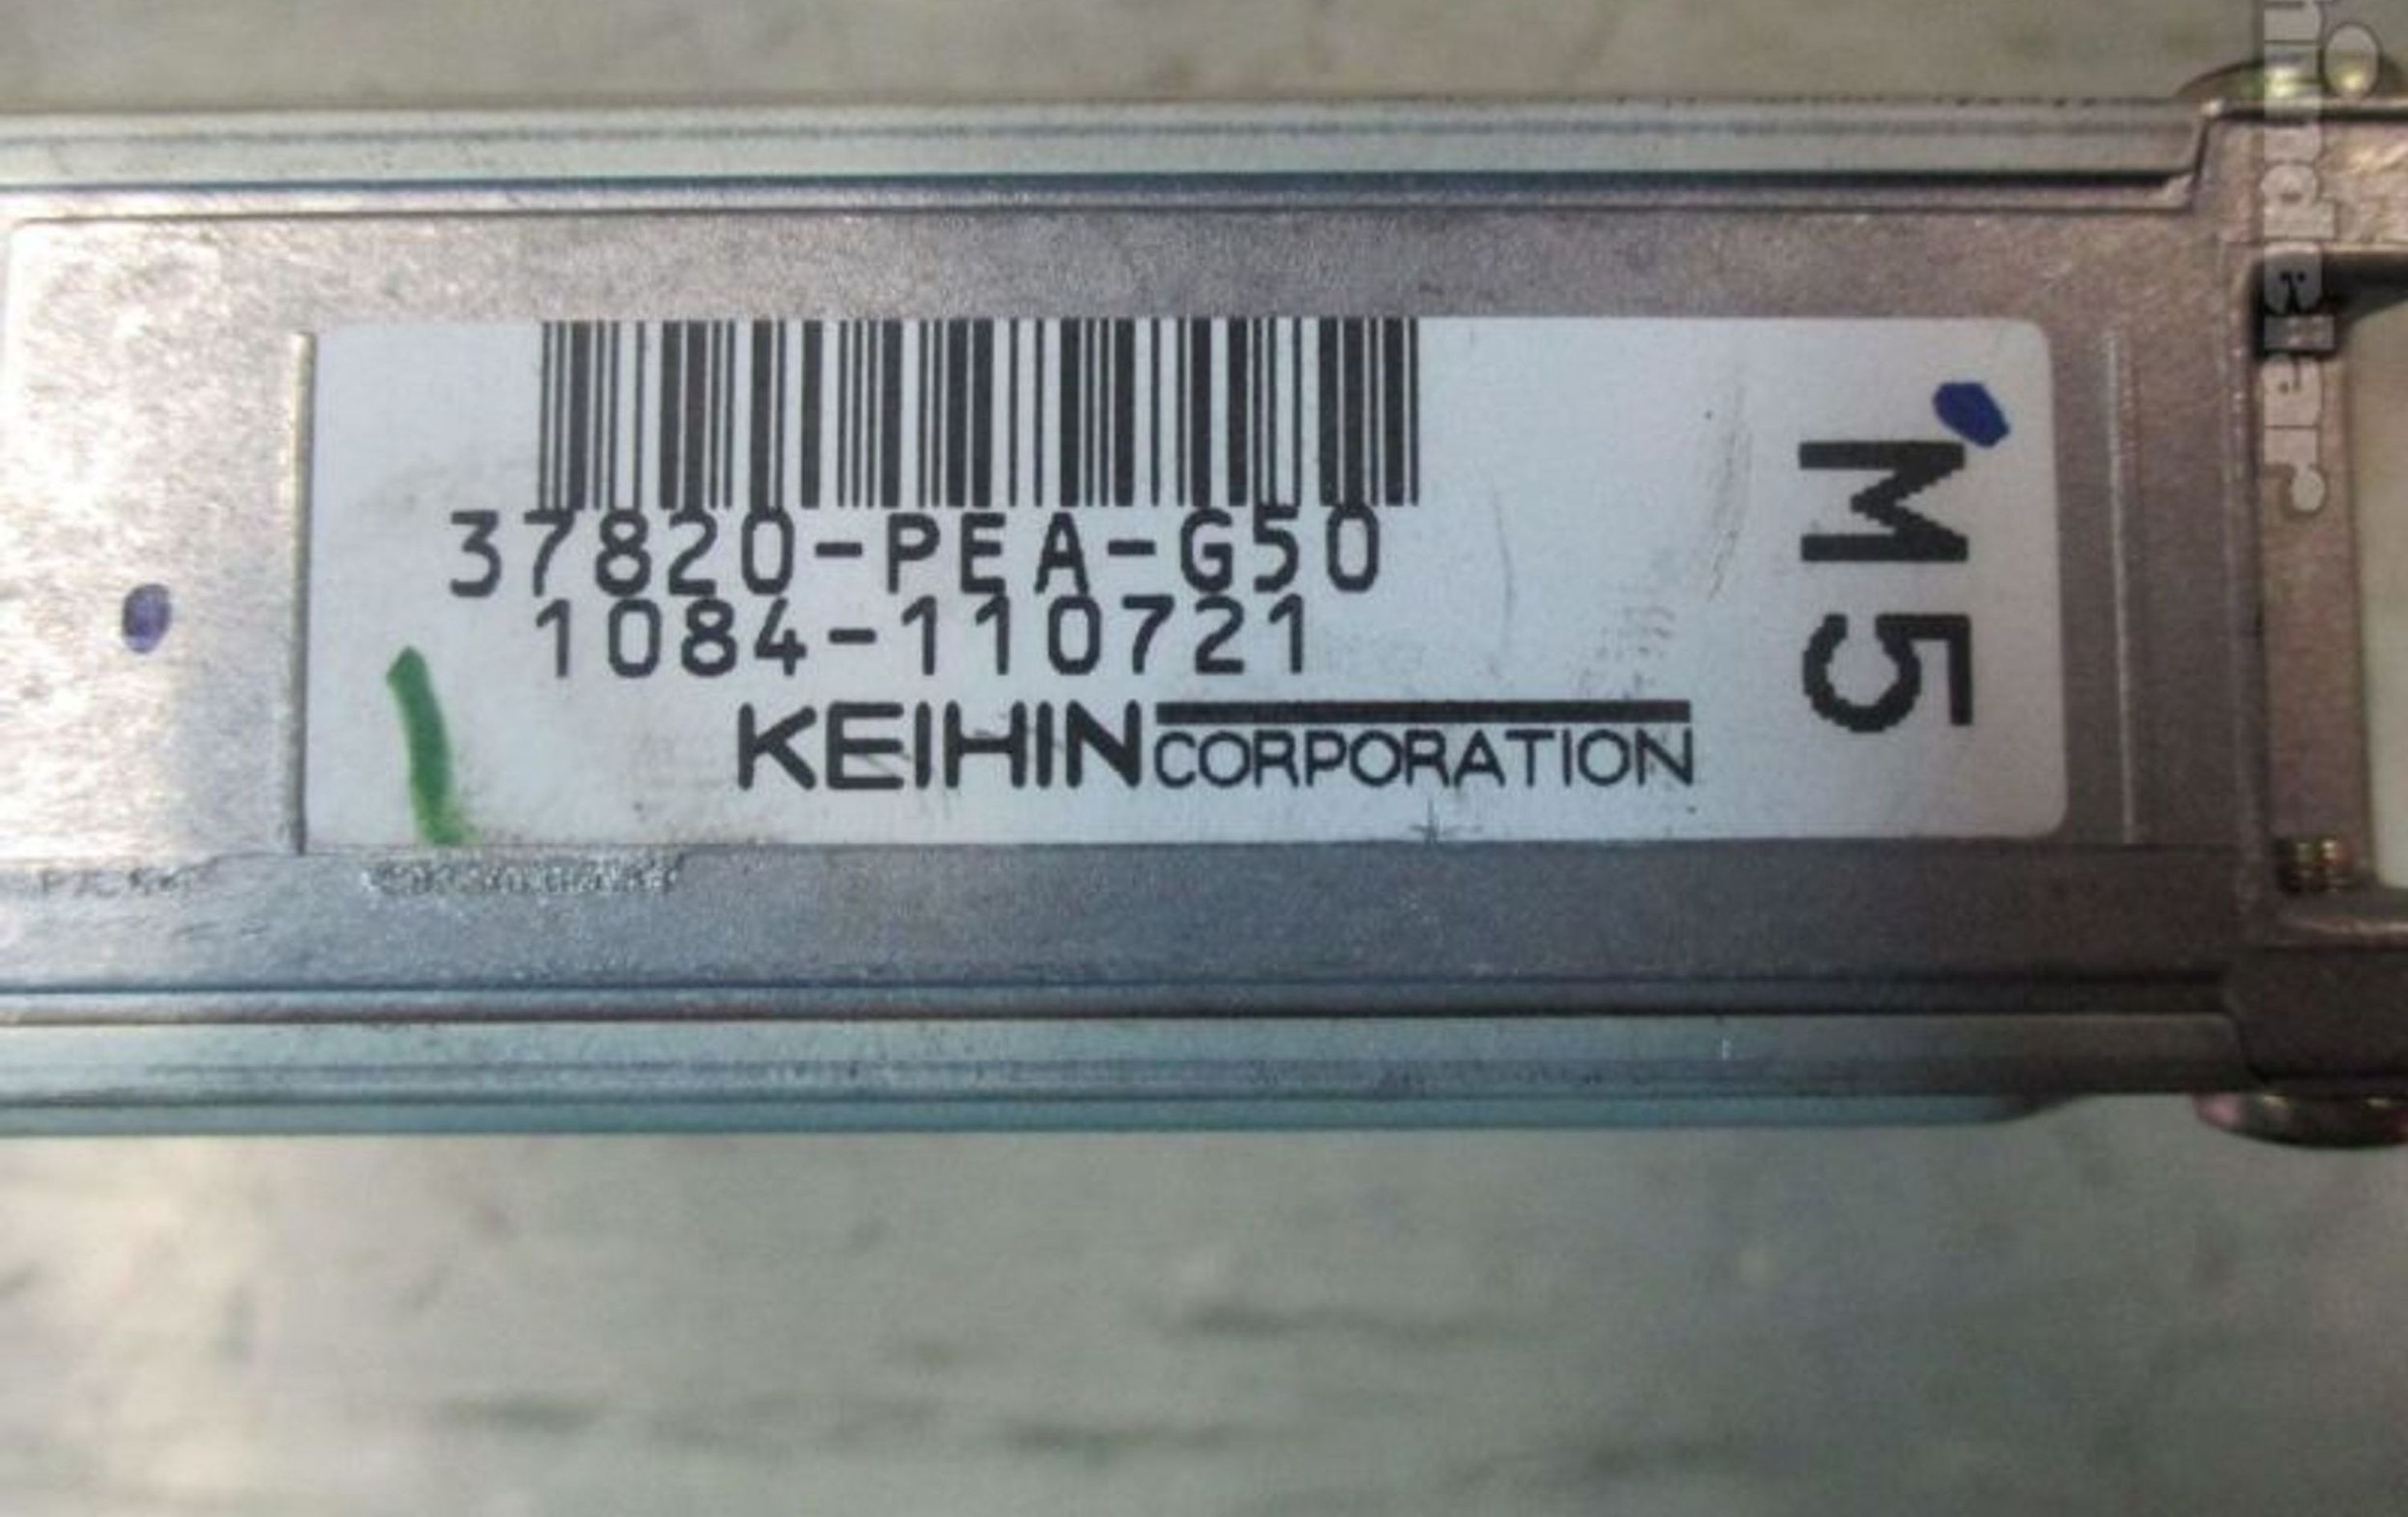 37820-PEA-G50
1084-110721
KEIHIN CORPORATION
M5